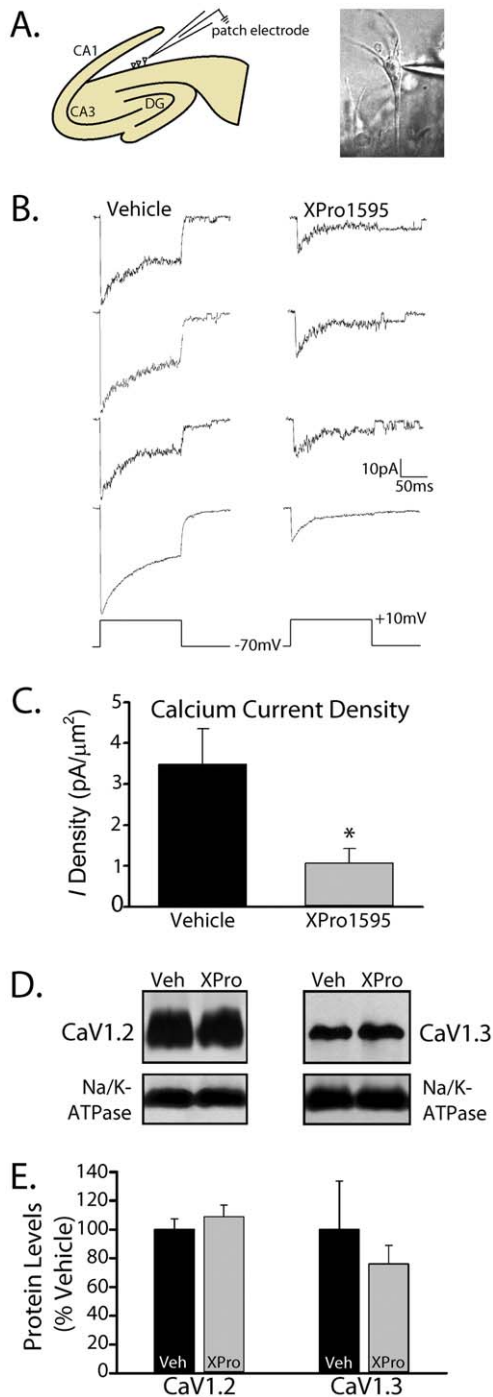 A.
patch electrode
CA1
CA3
DG
B.
Vehicle
XPro1595
10pA
50ms
+10mV
-70mV
C.
Calcium Current Density
I Density (pA/μm²)
5
4
3
2
1
0
*
Vehicle
XPro1595
D.
Veh XPro
Veh XPro
CaV1.2
CaV1.3
Na/K-
ATPase
Na/K-
ATPase
E.
Protein Levels
(% Vehicle)
140
120
100
80
60
40
20
0
Veh
XPro
Veh
XPro
CaV1.2
CaV1.3